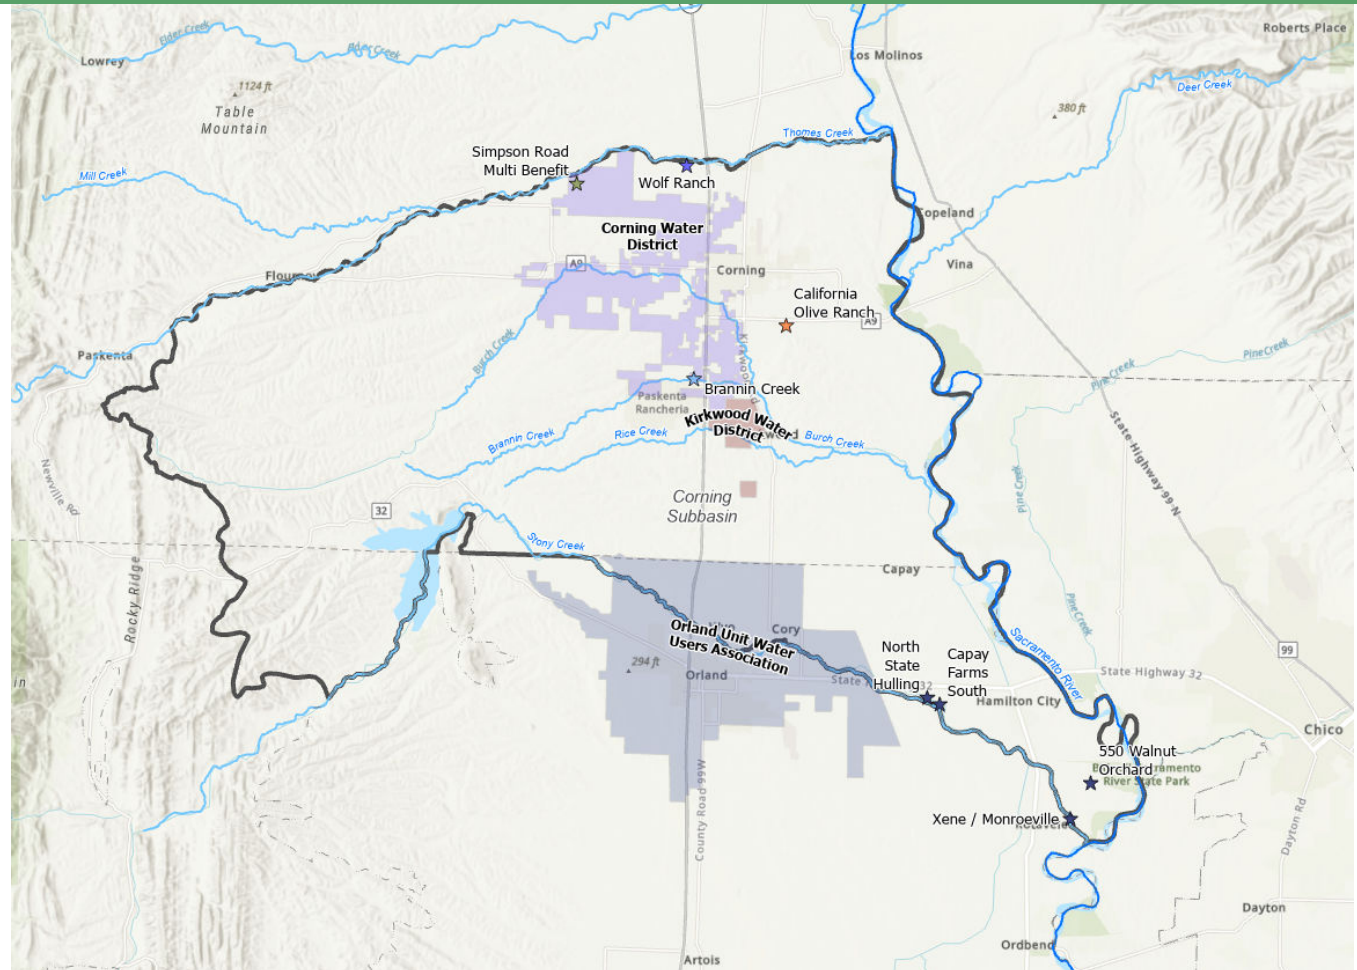 Elder Creek
Elder Creek
Lowrey
1124 ft
Table
Mountain
Los Molinos
Roberts Place
Deer Creek
380 ft
Thomes Creek
Simpson Road
Multi Benefit
Wolf Ranch
Mill Creek
Corning Water
District
Copeland
Vina
A9
Corning
Flournoy
California
Olive Ranch
A9
Burch Creek
Paskenta
Pine Creek
Pine Creek
Brannin Creek
Paskenta
Rancheria
Kirkwood Water
District
Brannin Creek
Rice Creek
Burch Creek
State Highway 99 N
Newville Rd
Pine Creek
Corning
Subbasin
32
Stony Creek
Capay
Rocky Ridge
Pine Creek
Orland Unit Water
Users Association
Cory
294 ft
Orland
Sacramento River
North
State
Hulling
Capay
Farms
South
32
State Highway 32
99
Hamilton City
Chico
550 Walnut
Orchard
River State Park
Xene / Monroeville
County Road 99W
Dayton Rd
Dayton
Ordbend
Artois